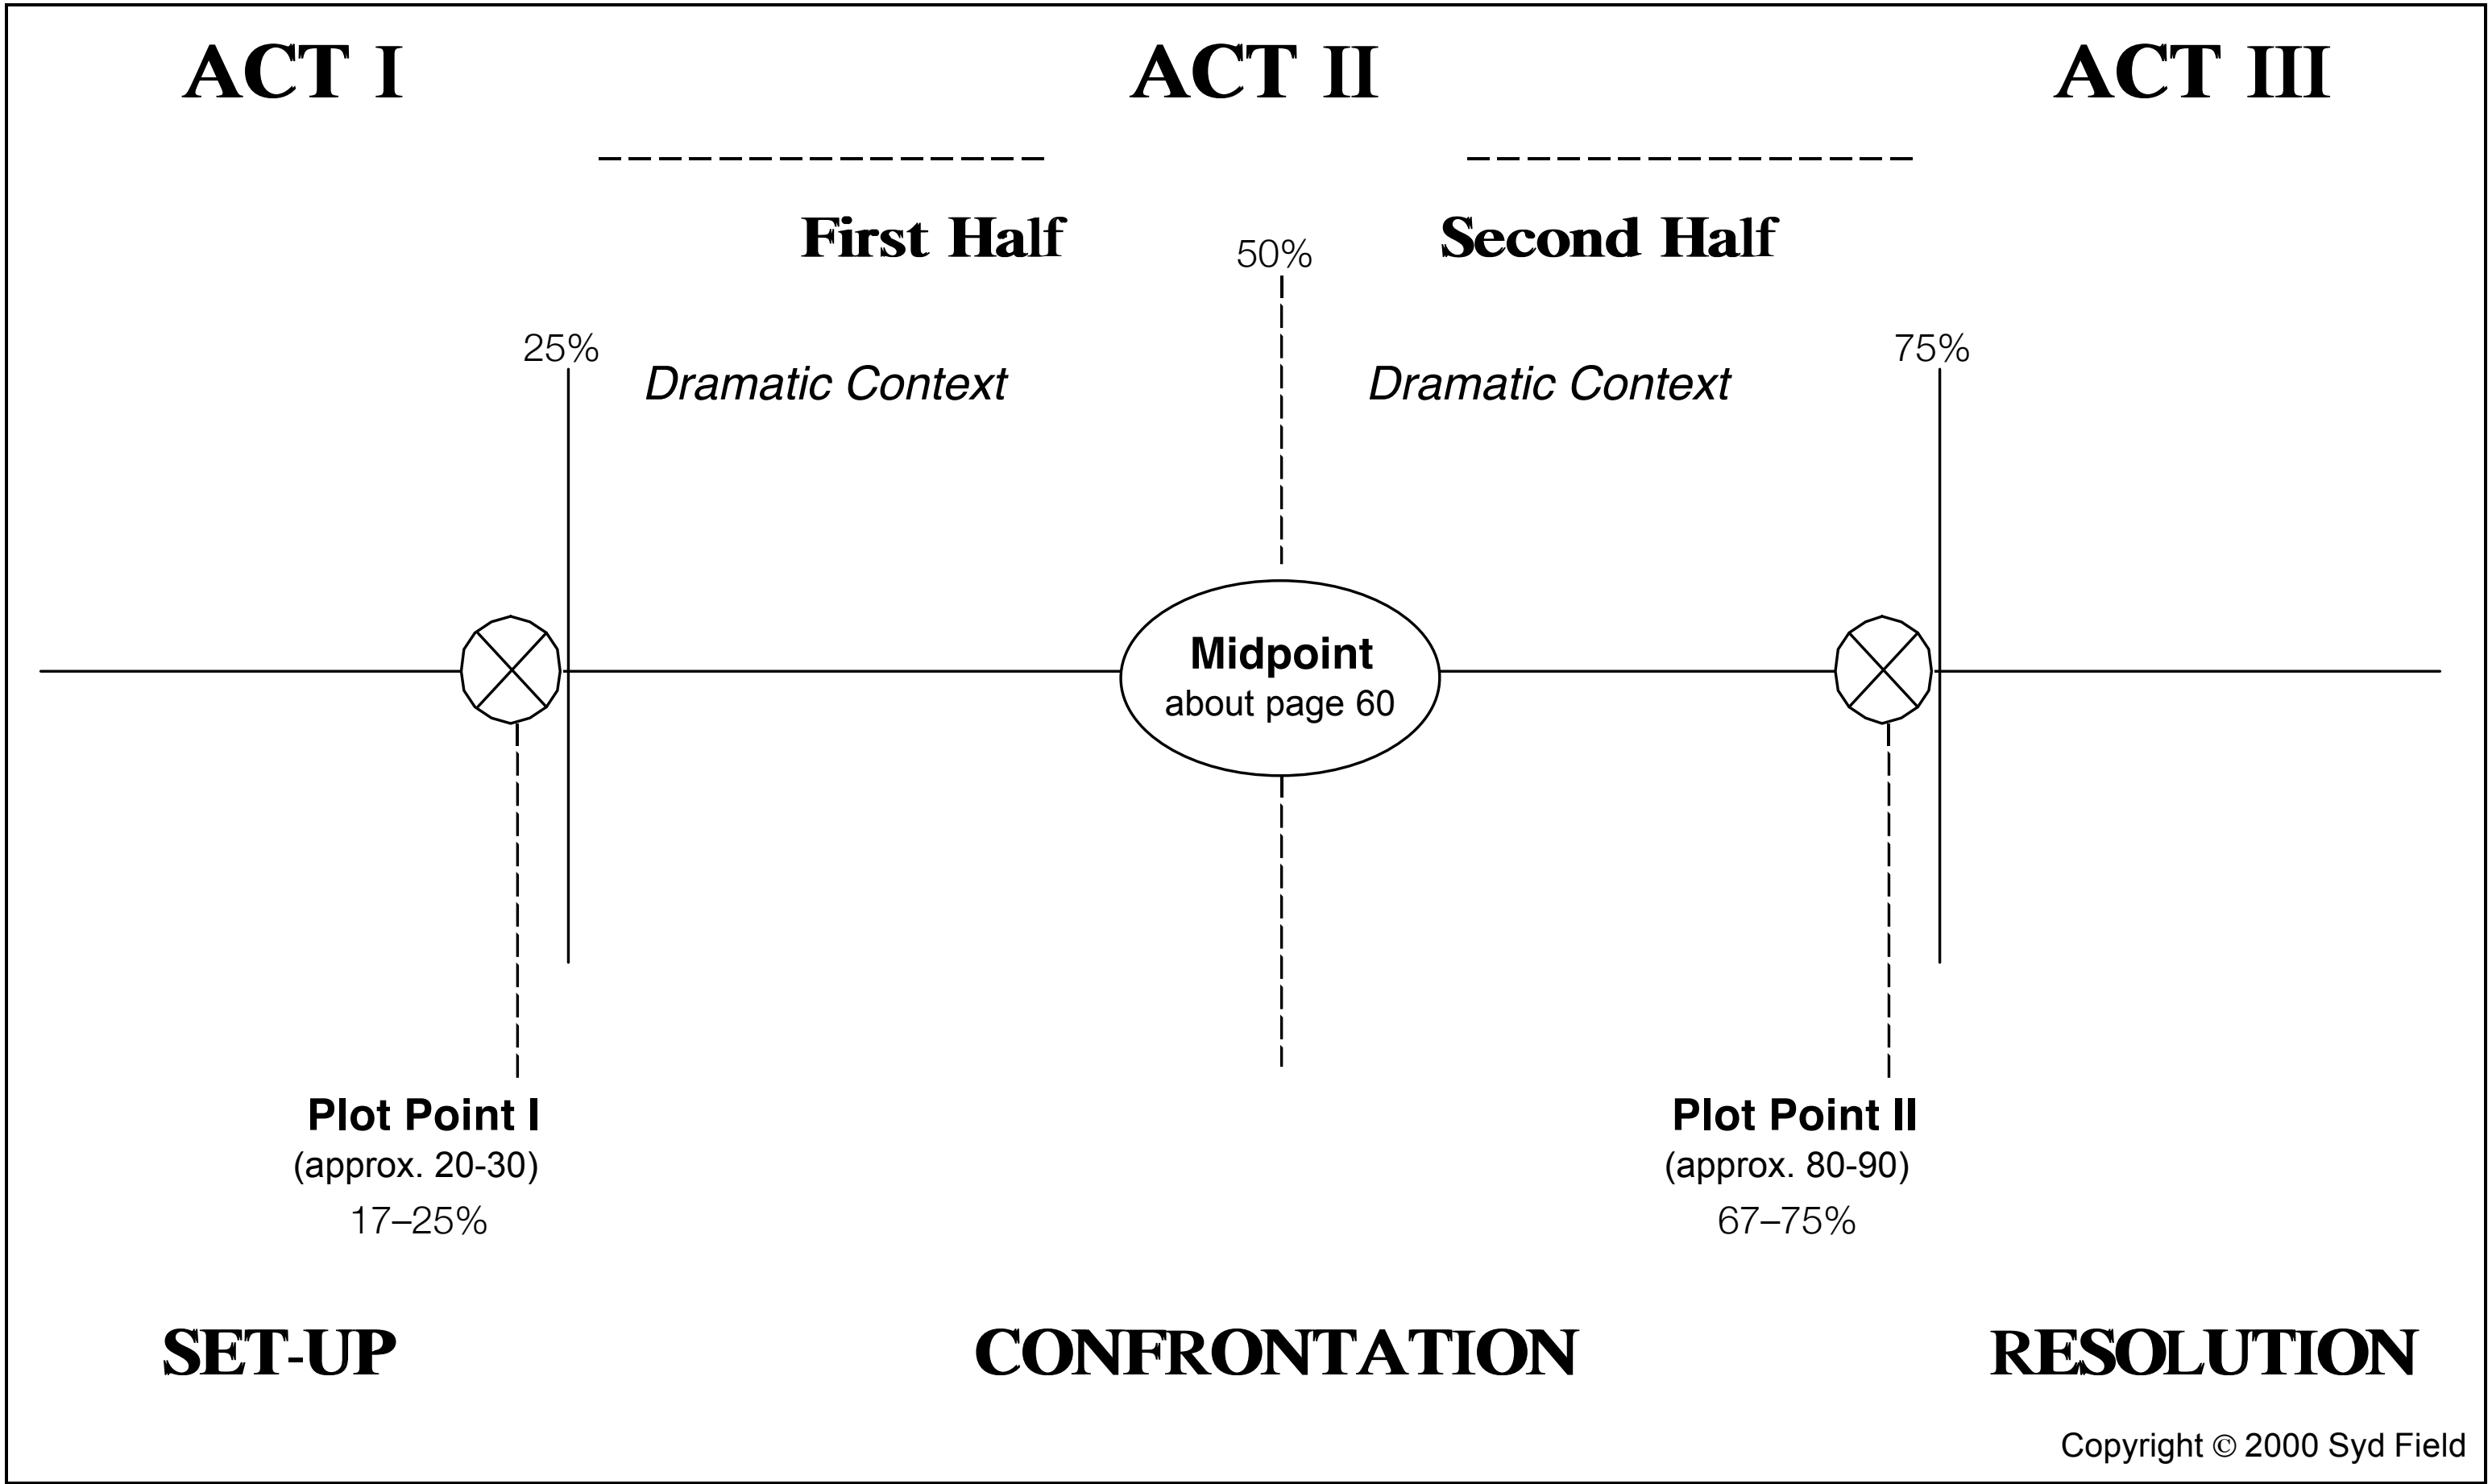 ACT I
ACT II
ACT III
First Half
50%
Second Half
25%
Dramatic Context
Dramatic Context
75%
Midpoint
about page 60
Plot Point I
(approx. 20-30)
17–25%
Plot Point II
(approx. 80-90)
67–75%
SET-UP
CONFRONTATION
RESOLUTION
Copyright © 2000 Syd Field